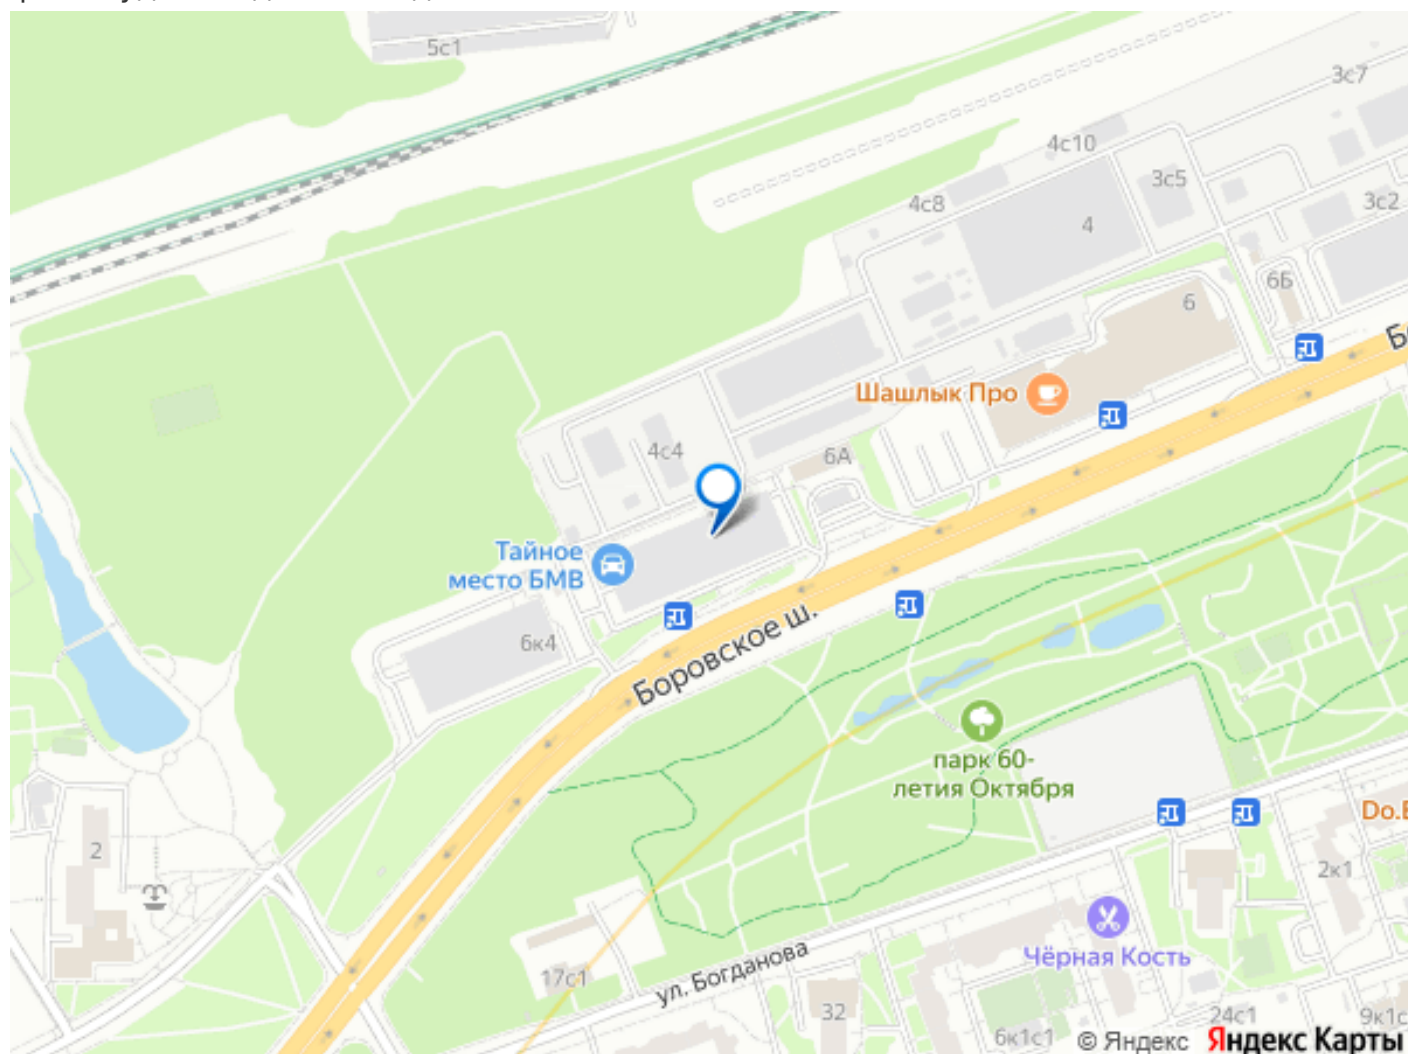 5с1
3с7
4с10
3с5
4с8
3с2
4
6Б
6
Шашлык Про
6А
4с4
Тайное
место БМВ
6к4
Боровское ш.
парк 60-
летия Октября
2
2к1
Чёрная Кость
ул. Богданова
17с1
32
6к1с1
24с1
© Яндекс
Яндекс Карты